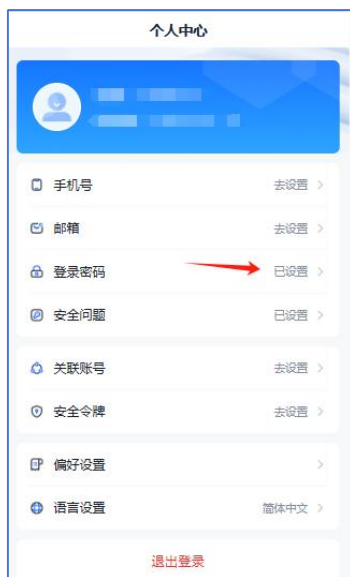 个人中心
手机号 去设置
邮箱 去设置
登录密码 已设置
安全问题 已设置
关联账号 去设置
安全令牌 去设置
偏好设置
语言设置 简体中文
退出登录